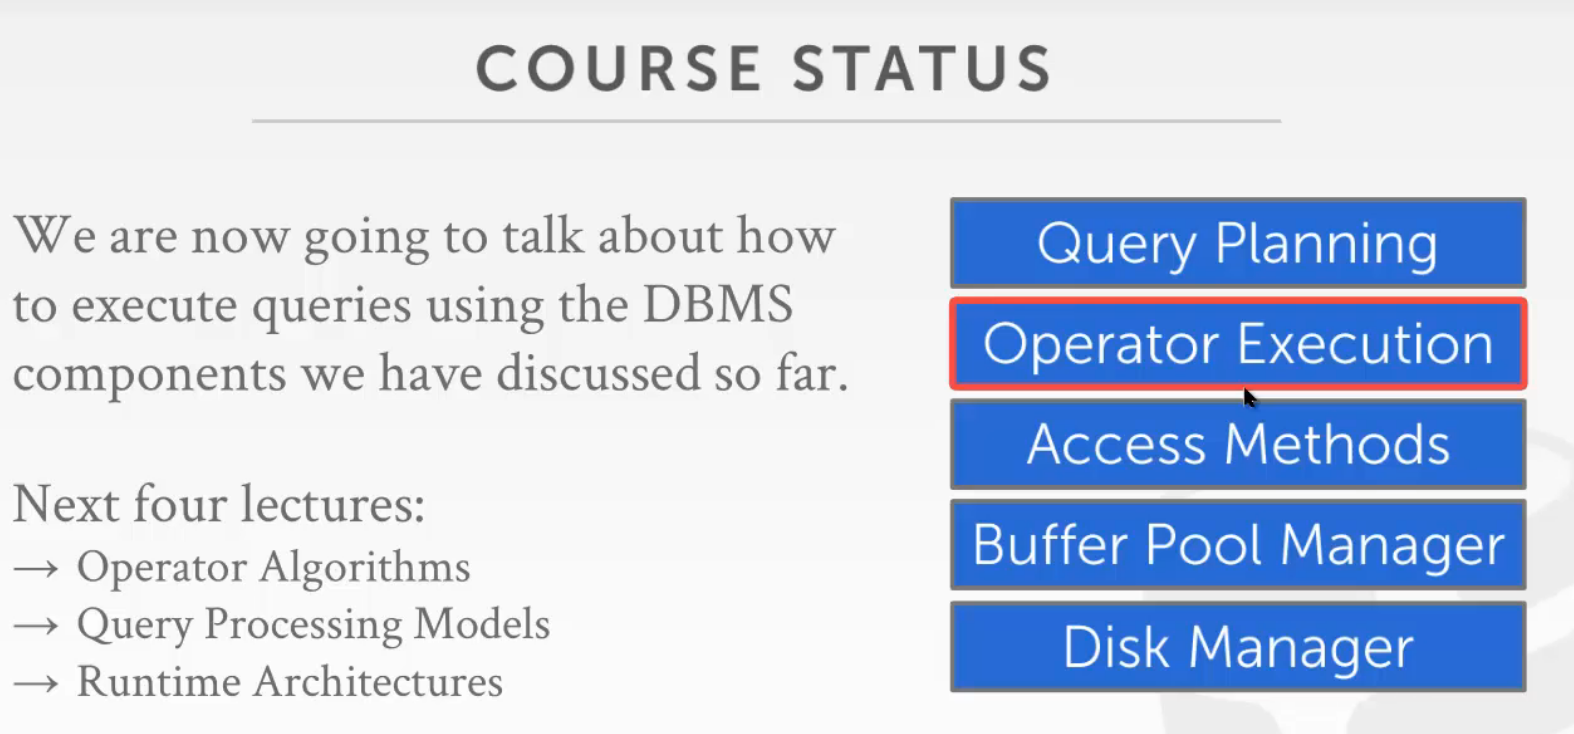 COURSE STATUS
We are now going to talk about how
to execute queries using the DBMS
components we have discussed so far.
Next four lectures:
→ Operator Algorithms
→ Query Processing Models
→ Runtime Architectures
Query Planning
Operator Execution
Access Methods
Buffer Pool Manager
Disk Manager